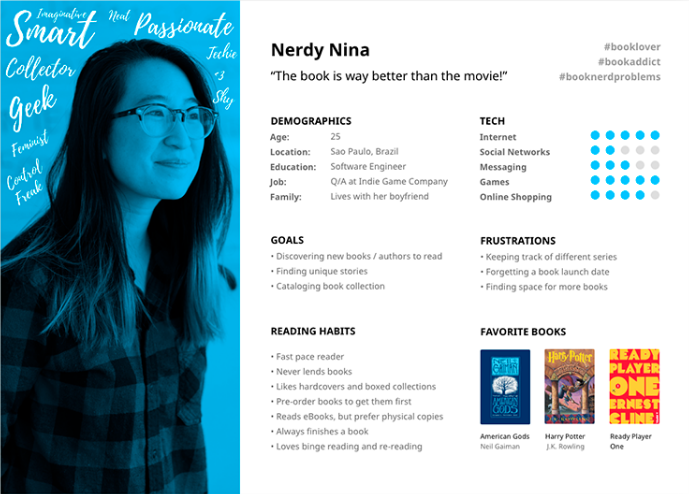 Imaginative
Neat
Smart
Passionate
Techie
Collector
<3
Geek
Shy
Feminist
Control
Freak
Nerdy Nina
“The book is way better than the movie!”
#booklover
#bookaddict
#booknerdproblems
DEMOGRAPHICS
Age: 25
Location: Sao Paulo, Brazil
Education: Software Engineer
Job: Q/A at Indie Game Company
Family: Lives with her boyfriend
TECH
Internet
Social Networks
Messaging
Games
Online Shopping
GOALS
• Discovering new books / authors to read
• Finding unique stories
• Cataloging book collection
FRUSTRATIONS
• Keeping track of different series
• Forgetting a book launch date
• Finding space for more books
READING HABITS
• Fast pace reader
• Never lends books
• Likes hardcovers and boxed collections
• Pre-order books to get them first
• Reads eBooks, but prefer physical copies
• Always finishes a book
• Loves binge reading and re-reading
FAVORITE BOOKS
AMERICAN
GODS
Harry Potter
J.K. ROWLING
READY
PLAYER
ONE
ERNEST
CLINE
American Gods
Neil Gaiman
Harry Potter
J.K. Rowling
Ready Player
One